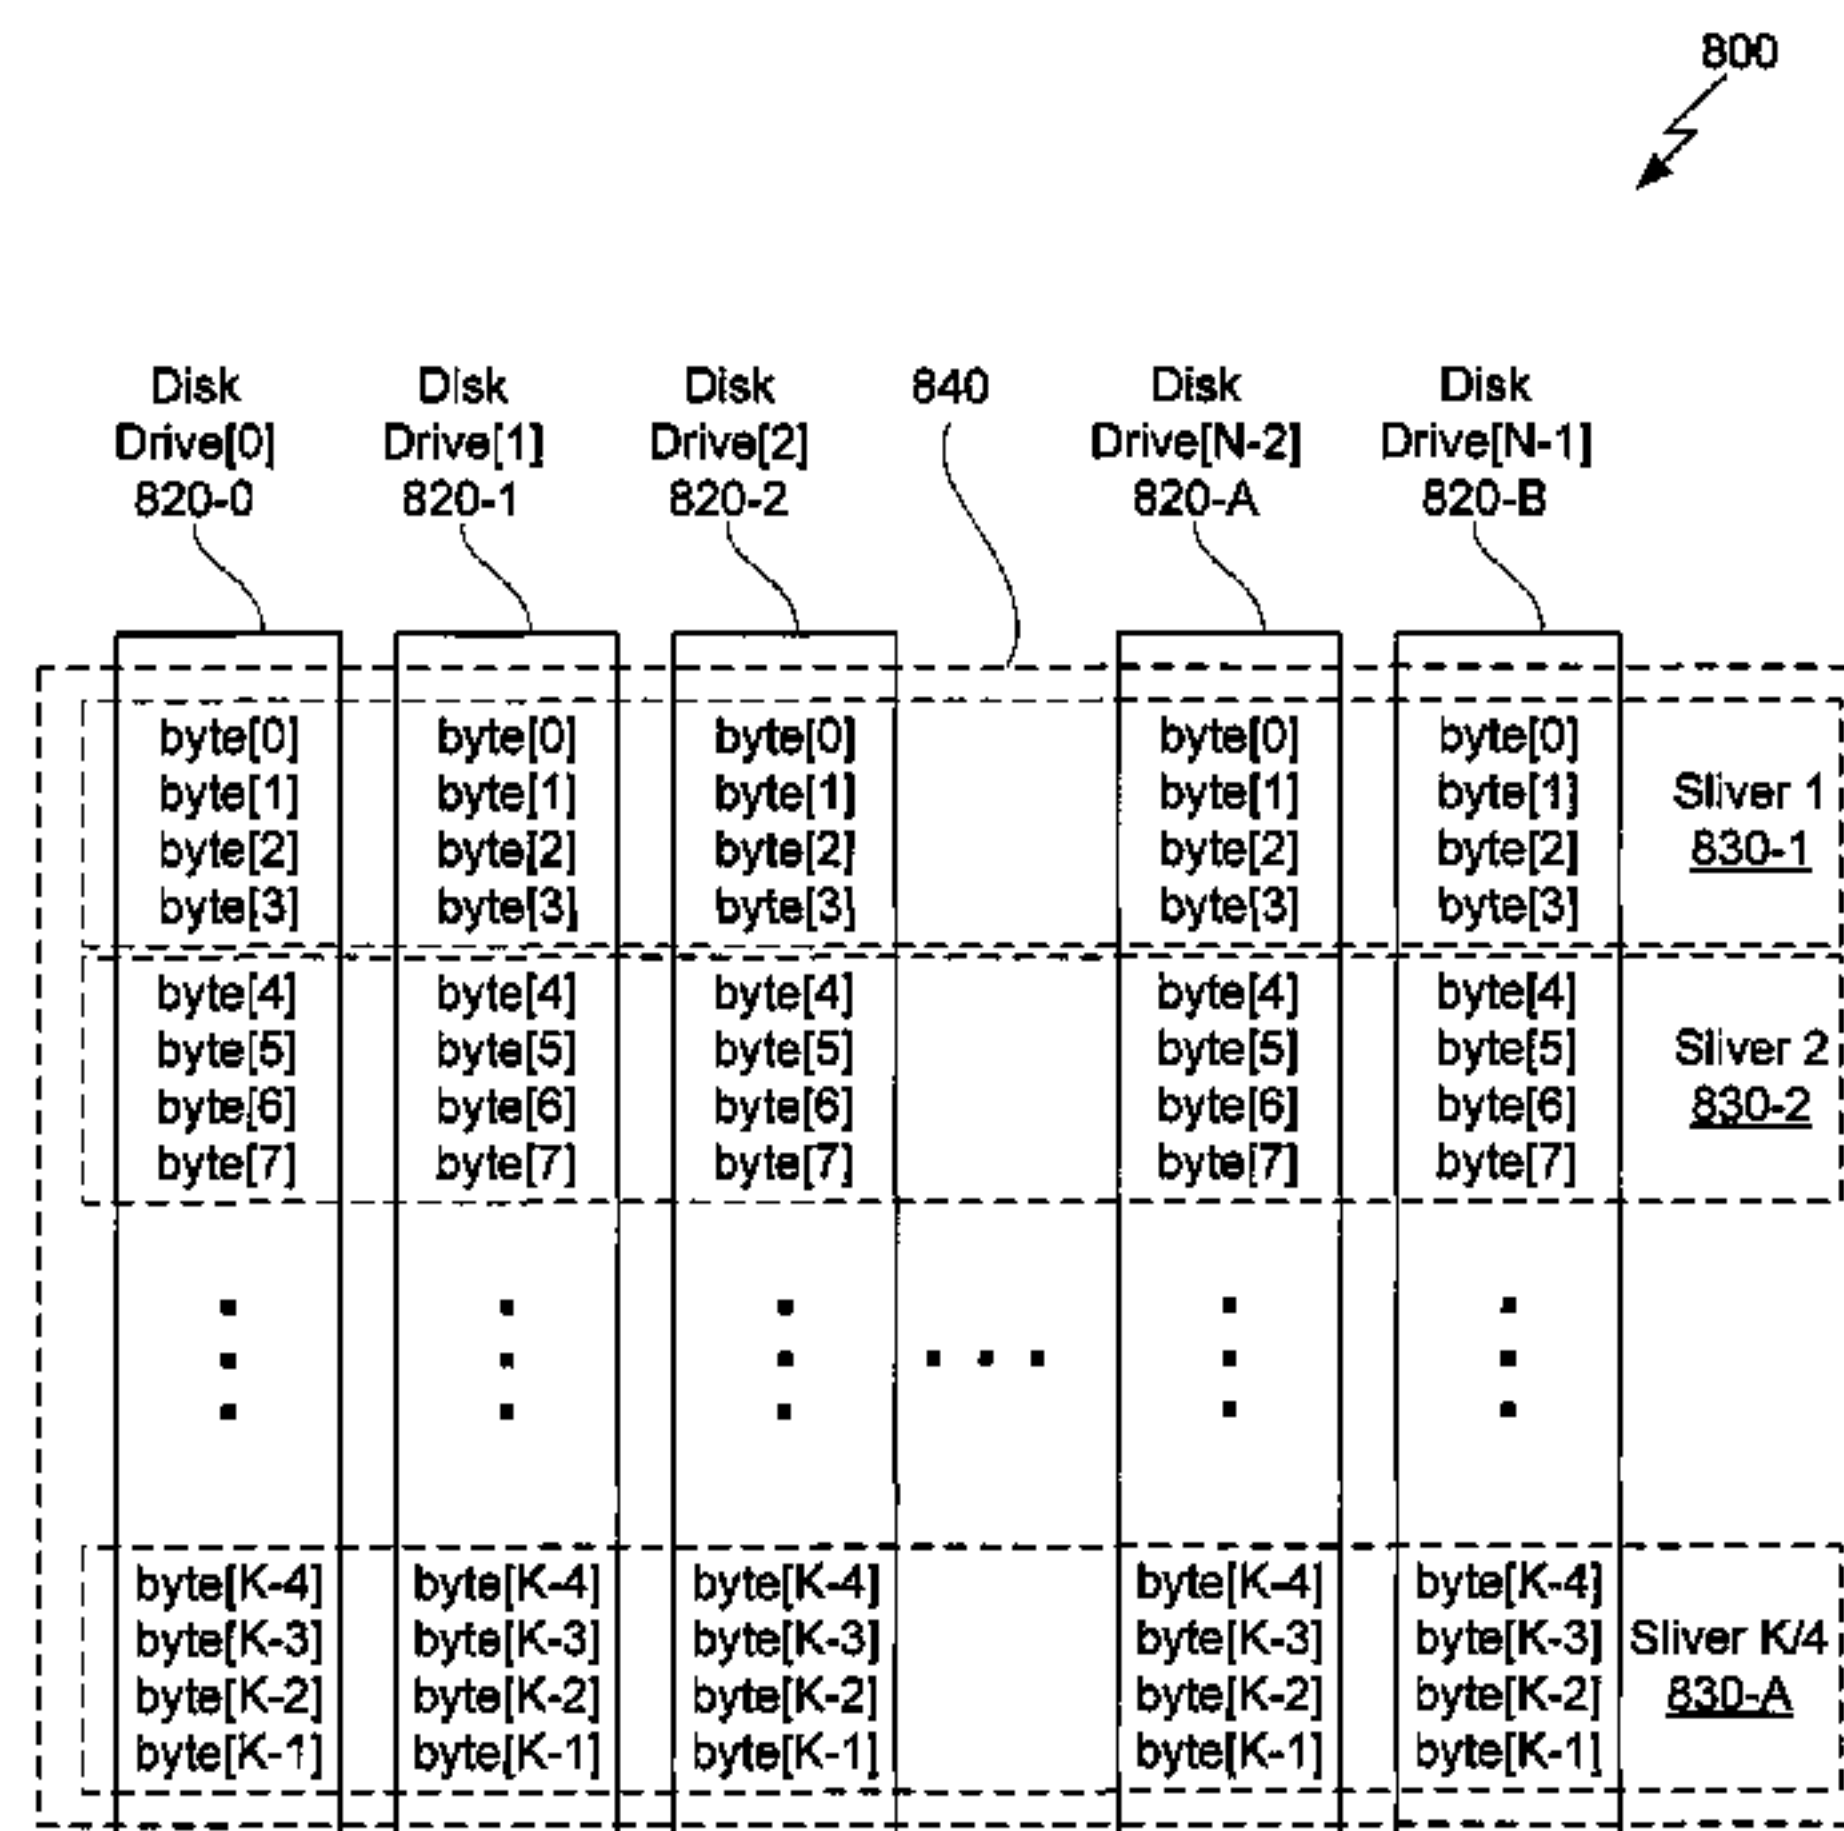 800
Disk Disk Disk 840 Disk Disk
Drive[0] Drive[1] Drive[2] Drive[N-2] Drive[N-1]
820-0 820-1 820-2 820-A 820-B
byte[0] byte[0] byte[0] byte[0] byte[0]
byte[1] byte[1] byte[1] byte[1] byte[1] Sliver 1
byte[2] byte[2] byte[2] byte[2] byte[2] 830-1
byte[3] byte[3] byte[3] byte[3] byte[3]
byte[4] byte[4] byte[4] byte[4] byte[4]
byte[5] byte[5] byte[5] byte[5] byte[5] Sliver 2
byte[6] byte[6] byte[6] byte[6] byte[6] 830-2
byte[7] byte[7] byte[7] byte[7] byte[7]
byte[K-4] byte[K-4] byte[K-4] byte[K-4] byte[K-4]
byte[K-3] byte[K-3] byte[K-3] byte[K-3] byte[K-3] Sliver K/4
byte[K-2] byte[K-2] byte[K-2] byte[K-2] byte[K-2] 830-A
byte[K-1] byte[K-1] byte[K-1] byte[K-1] byte[K-1]